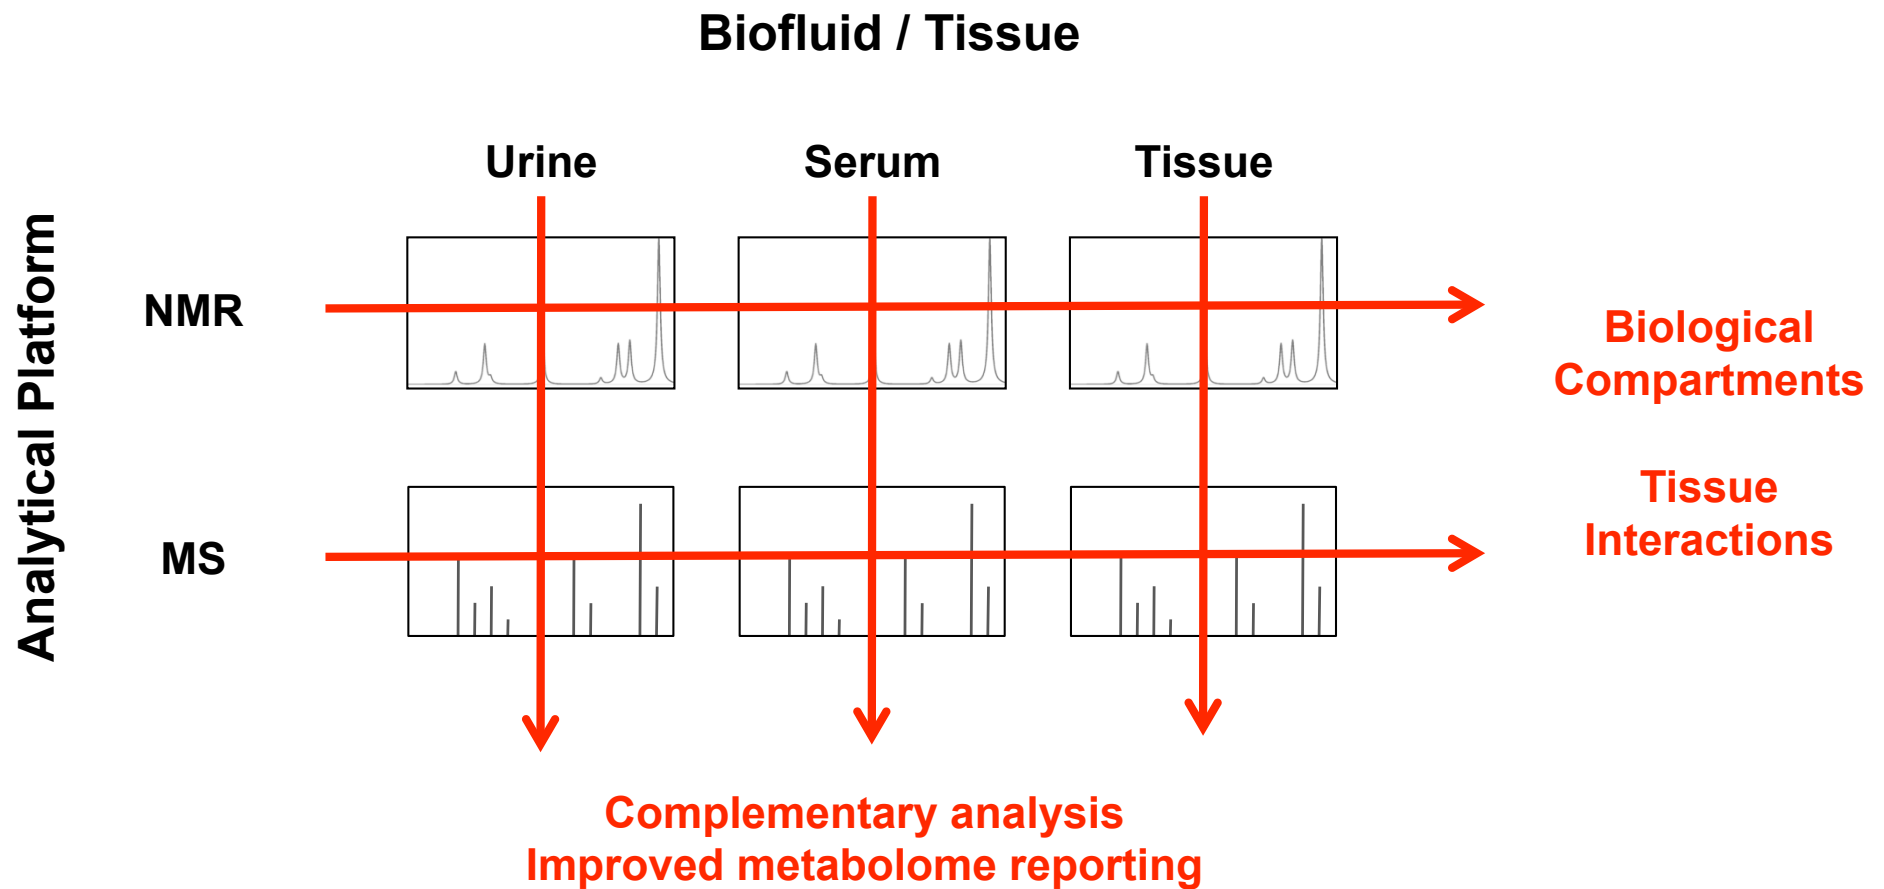 Biofluid / Tissue
Urine Serum Tissue
Analytical Platform
NMR
Biological
Compartments
MS
Tissue
Interactions
Complementary analysis
Improved metabolome reporting